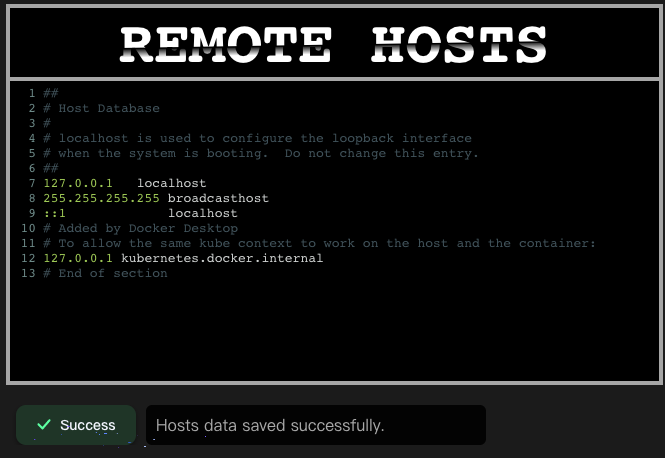 REMOTE HOSTS
1 ##
2 # Host Database
3 #
4 # localhost is used to configure the loopback interface
5 # when the system is booting.  Do not change this entry.
6 ##
7 127.0.0.1   localhost
8 255.255.255.255 broadcasthost
9 ::1             localhost
10 # Added by Docker Desktop
11 # To allow the same kube context to work on the host and the container:
12 127.0.0.1 kubernetes.docker.internal
13 # End of section
Success
Hosts data saved successfully.